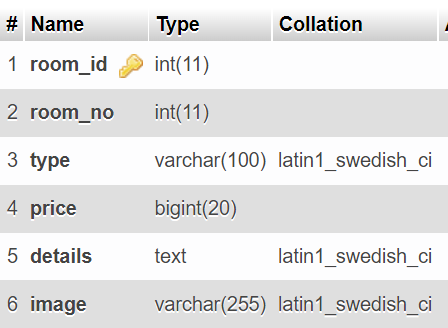 # Name Type Collation
1 room_id int(11)
2 room_no int(11)
3 type varchar(100) latin1_swedish_ci
4 price bigint(20)
5 details text latin1_swedish_ci
6 image varchar(255) latin1_swedish_ci